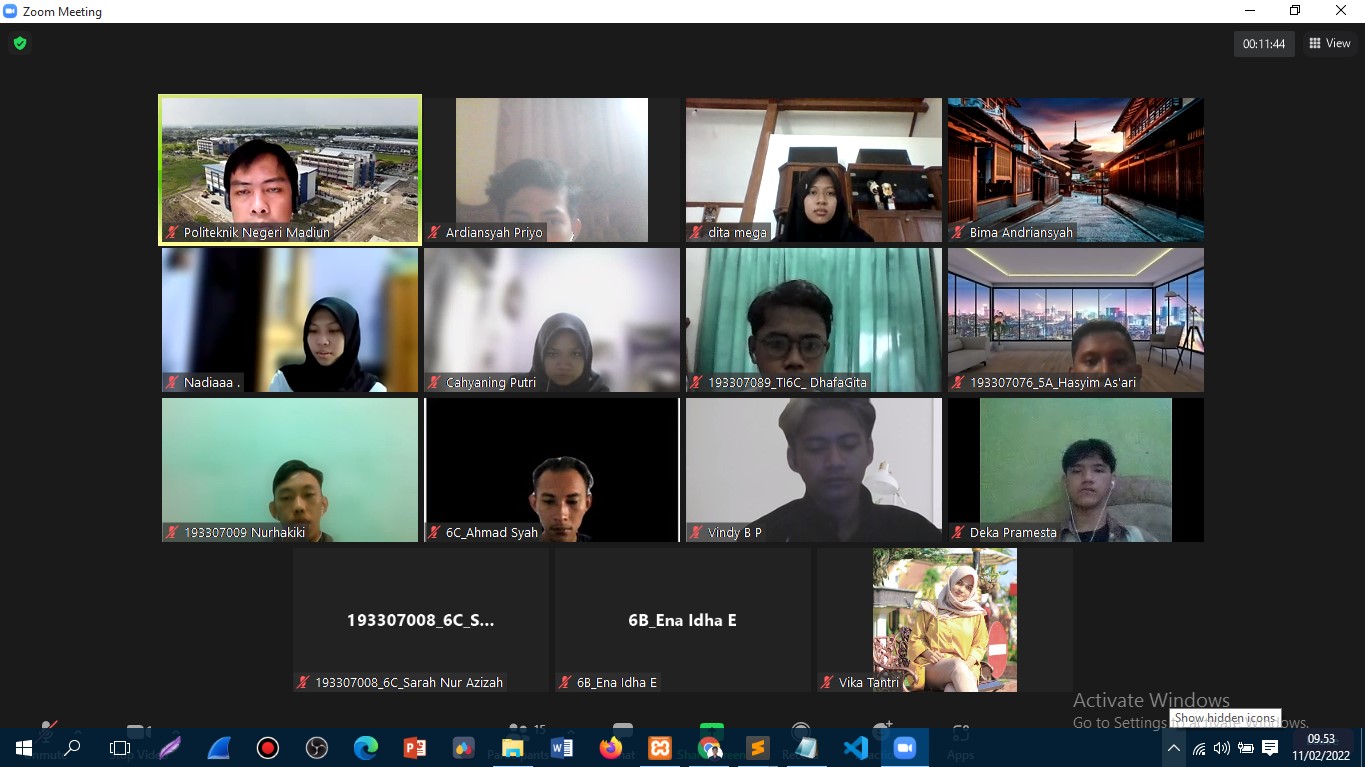 Zoom Meeting
00:11:44
View
Politeknik Negeri Madiun
Ardiansyah Priyo
dita mega
Bima Andriansyah
Nadiaaa .
Cahyaning Putri
193307089_TI6C_ DhafaGita
193307076_5A_Hasyim As'ari
193307009 Nurhakiki
6C_Ahmad Syah
Vindy B P
Deka Pramesta
193307008_6C_S...
6B_Ena Idha E
193307008_6C_Sarah Nur Azizah
6B_Ena Idha E
Vika Tantri
Activate Windows
Go to Settings to activate Windows.
Show hidden icons
15
Apps
09.53
11/02/2022